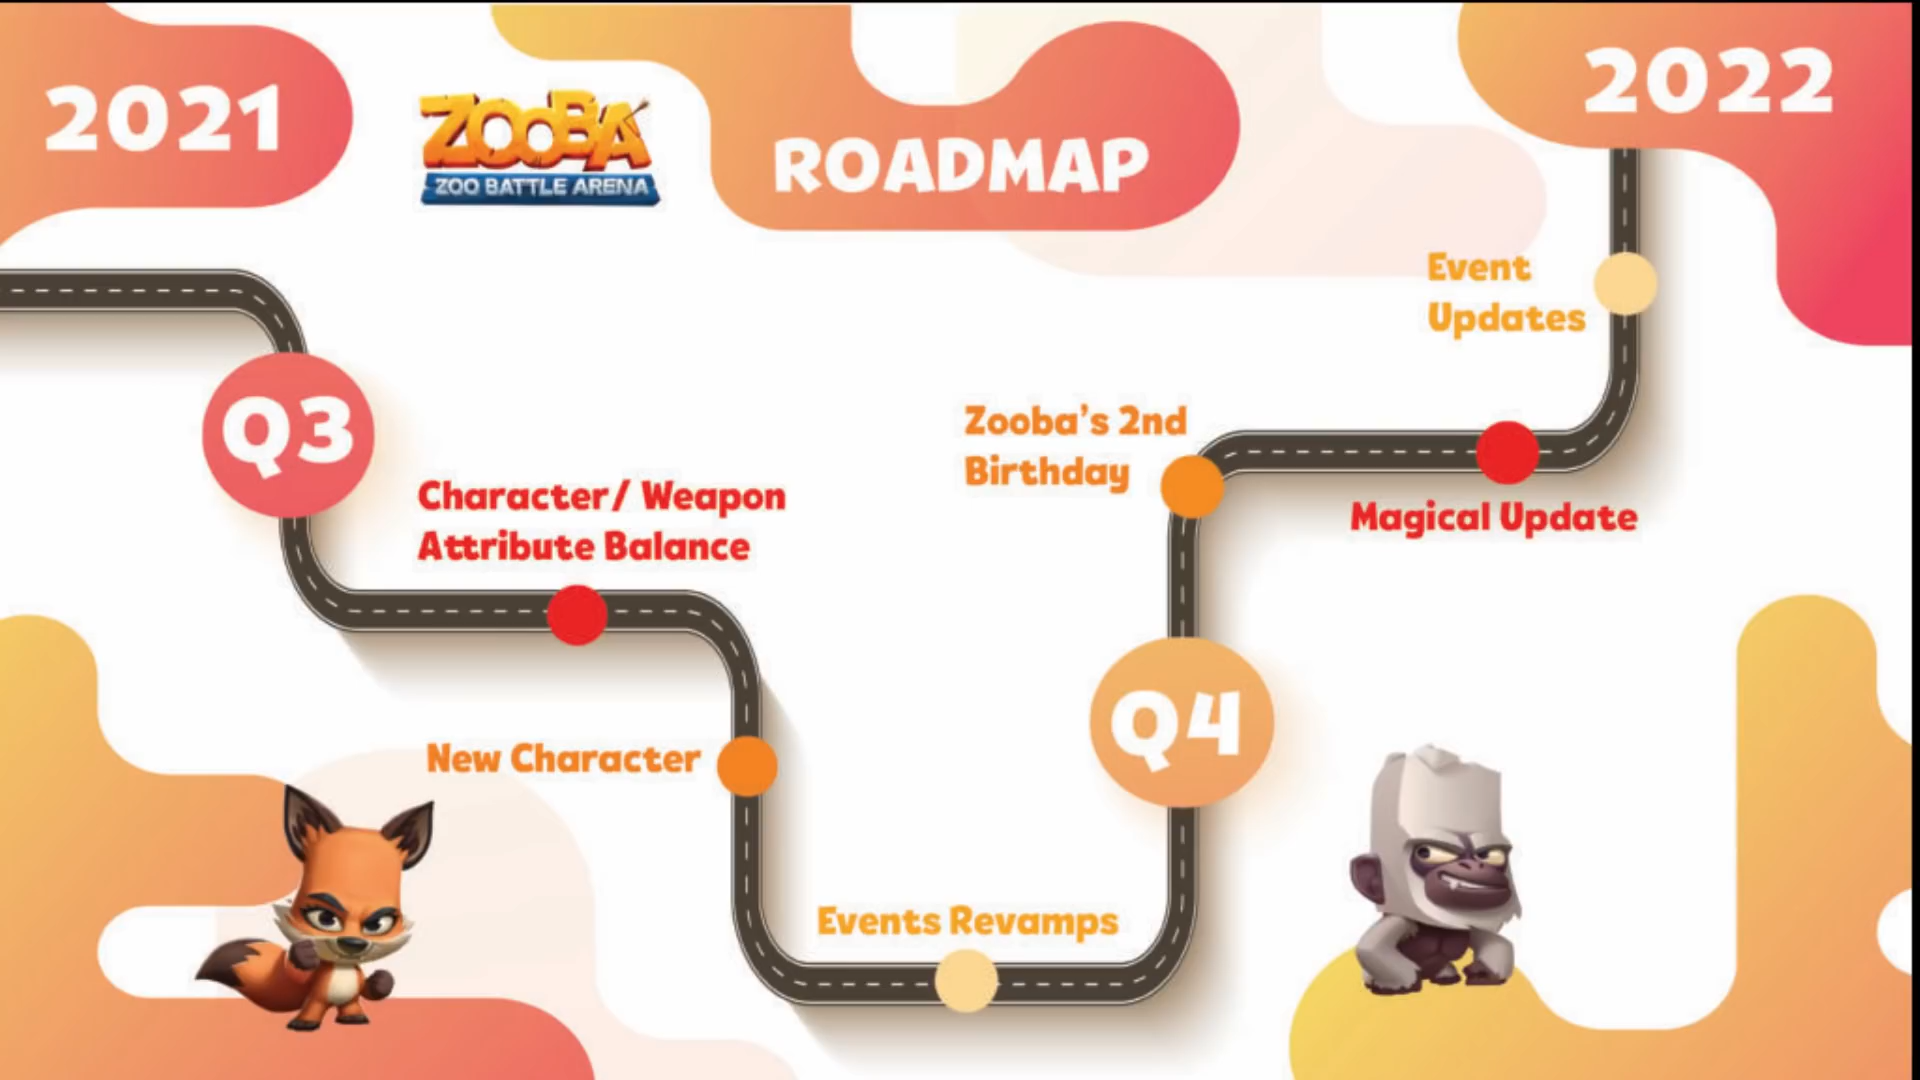 2021
ZOOBA
ZOO BATTLE ARENA
ROADMAP
2022
Event
Updates
Q3
Zooba's 2nd
Birthday
Character/ Weapon
Attribute Balance
Magical Update
Q4
New Character
Events Revamps